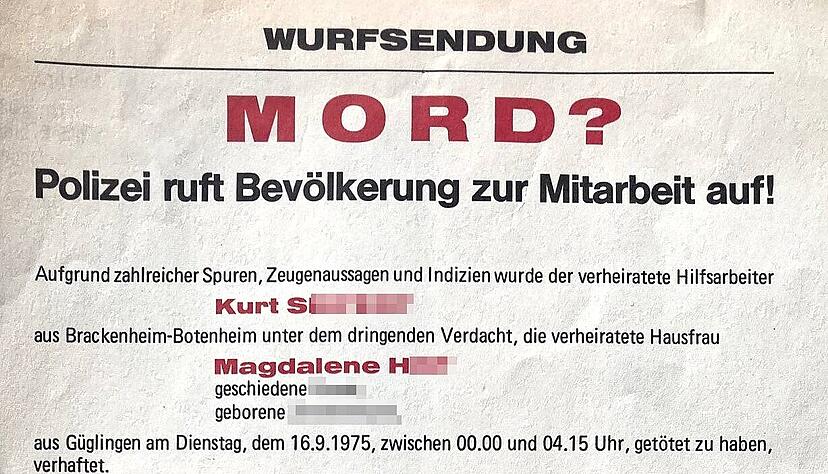 WURFSENDUNG
MORD?
Polizei ruft Bevölkerung zur Mitarbeit auf!
Aufgrund zahlreicher Spuren, Zeugenaussagen und Indizien wurde der verheiratete Hilfsarbeiter
Kurt S
aus Brackenheim-Botenheim unter dem dringenden Verdacht, die verheiratete Hausfrau
Magdalene H
geschiedene
geborene
aus Güglingen am Dienstag, dem 16.9.1975, zwischen 00.00 und 04.15 Uhr, getötet zu haben,
verhaftet.